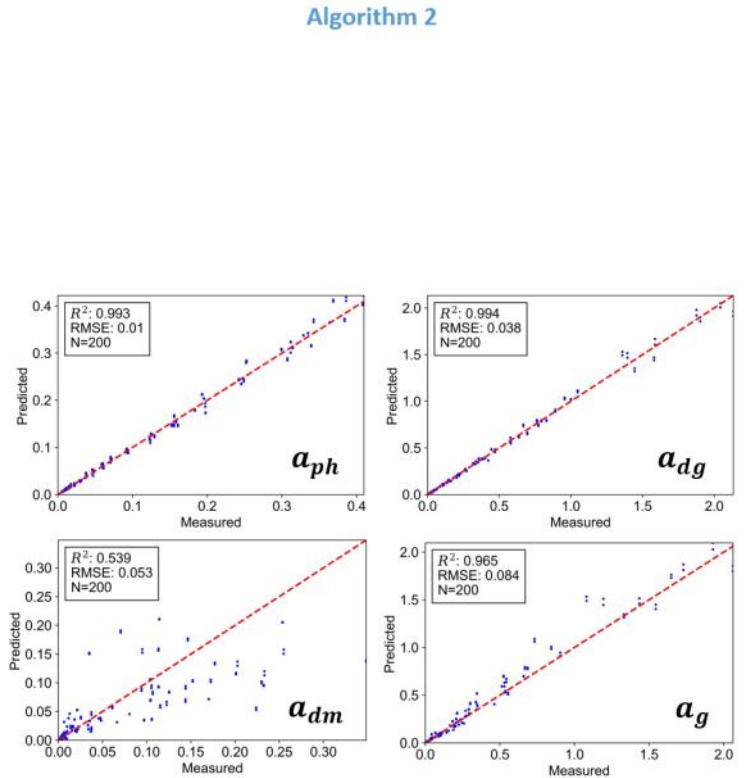 Algorithm 2
R²: 0.993
RMSE: 0.01
N=200
0.4
0.3
0.2
0.1
0.0
Predicted
a_ph
0.0 0.1 0.2 0.3 0.4
Measured
R²: 0.994
RMSE: 0.038
N=200
2.0
1.5
1.0
0.5
0.0
Predicted
a_dg
0.0 0.5 1.0 1.5 2.0
Measured
R²: 0.539
RMSE: 0.053
N=200
0.30
0.25
0.20
0.15
0.10
0.05
0.00
Predicted
a_dm
0.00 0.05 0.10 0.15 0.20 0.25 0.30
Measured
R²: 0.965
RMSE: 0.084
N=200
2.0
1.5
1.0
0.5
0.0
Predicted
a_g
0.0 0.5 1.0 1.5 2.0
Measured